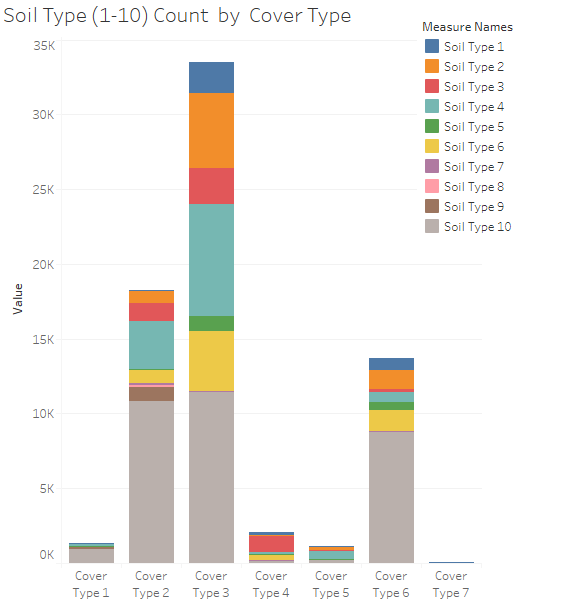 Soil Type (1-10) Count by Cover Type
Measure Names
Soil Type 1
Soil Type 2
Soil Type 3
Soil Type 4
Soil Type 5
Soil Type 6
Soil Type 7
Soil Type 8
Soil Type 9
Soil Type 10
35K
30K
25K
20K
15K
10K
5K
0K
Value
Cover
Type 1
Cover
Type 2
Cover
Type 3
Cover
Type 4
Cover
Type 5
Cover
Type 6
Cover
Type 7